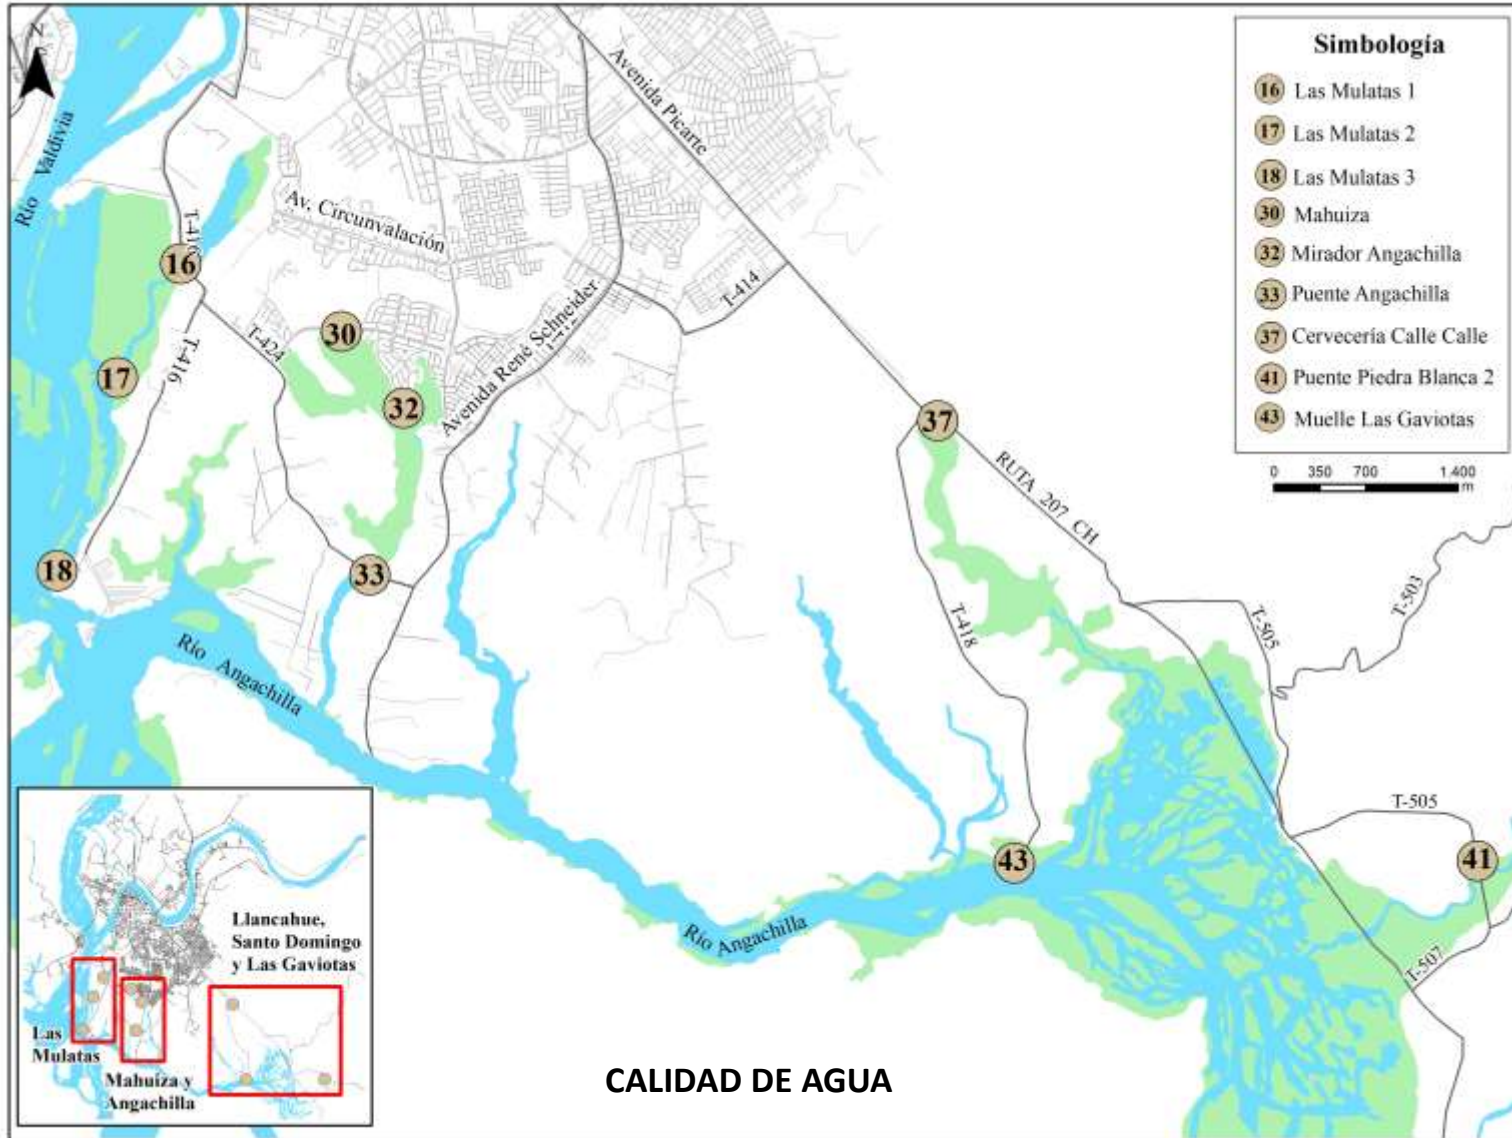 N
Río Valdivia
T-416
16
Av. Circunvalación
Avenida Picarte
T-414
Avenida René Schneider
30
T-424
32
17
T-416
18
33
37
RUTA 207 CH
T-418
T-505
T-503
Río Angachilla
43
T-505
41
T-507
Río Angachilla
Simbología
16 Las Mulatas 1
17 Las Mulatas 2
18 Las Mulatas 3
30 Mahuiza
32 Mirador Angachilla
33 Puente Angachilla
37 Cervecería Calle Calle
41 Puente Piedra Blanca 2
43 Muelle Las Gaviotas
0 350 700 1.400
m
Llancahue,
Santo Domingo
y Las Gaviotas
Las
Mulatas
Mahuiza y
Angachilla
CALIDAD DE AGUA